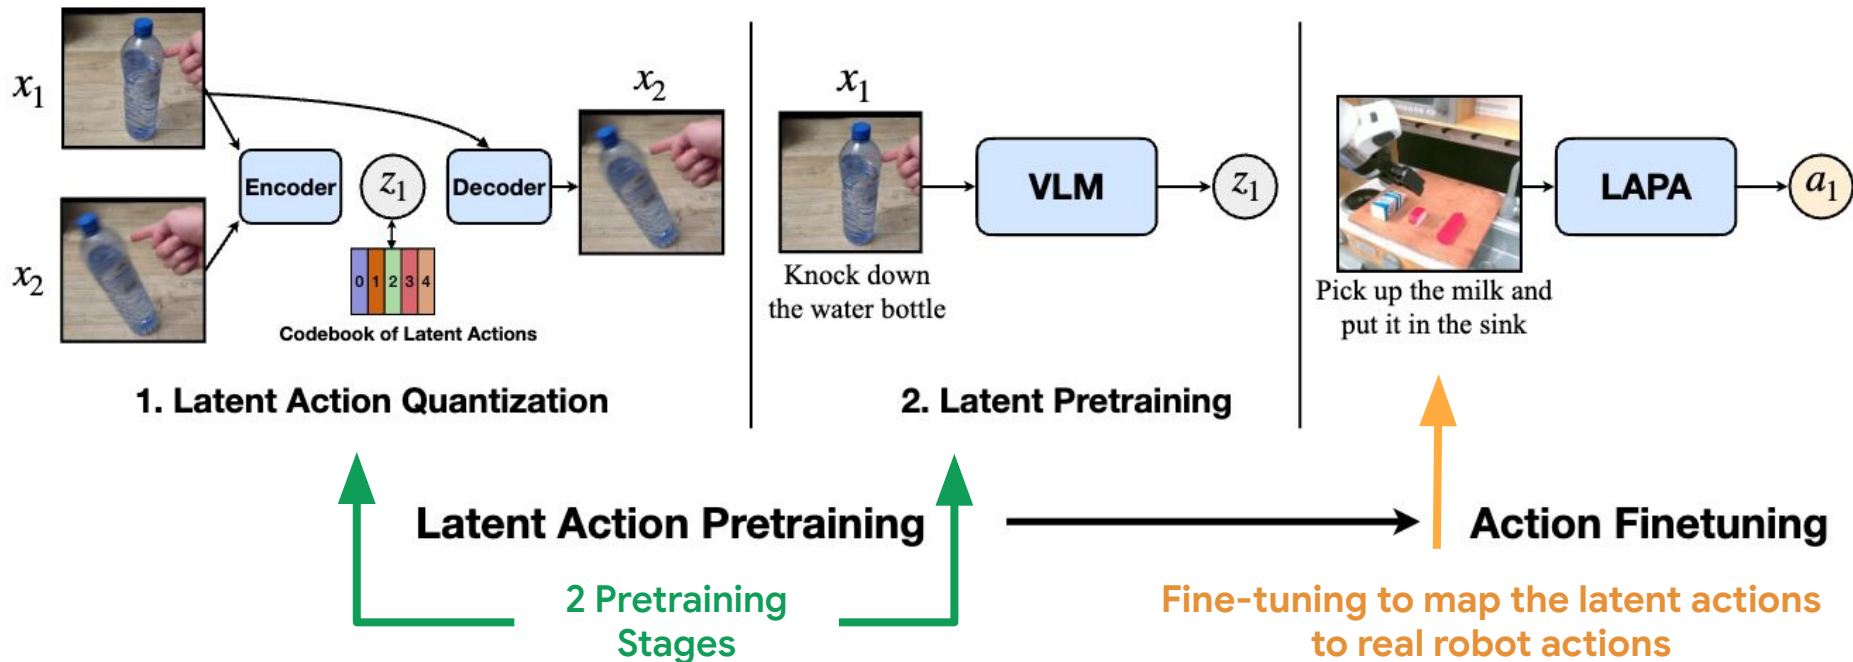 x₁
x₂
Encoder
z₁
Decoder
x₂
0 1 2 3 4
Codebook of Latent Actions
1. Latent Action Quantization
x₁
Knock down
the water bottle
VLM
z₁
2. Latent Pretraining
Pick up the milk and
put it in the sink
LAPA
a₁
Latent Action Pretraining
Action Finetuning
2 Pretraining
Stages
Fine-tuning to map the latent actions
to real robot actions